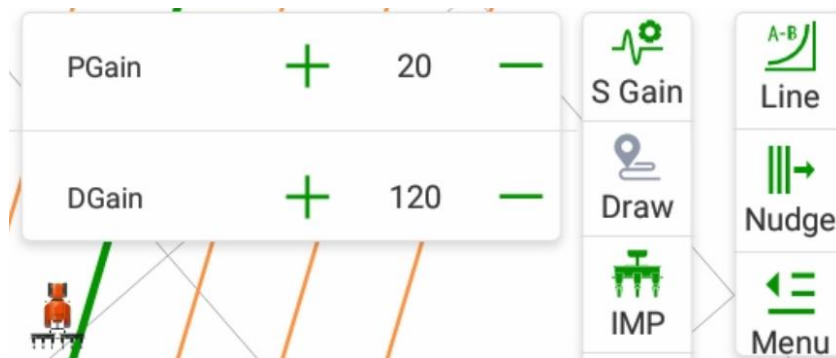 PGain
20
DGain
120
S Gain
Draw
IMP
A-B
Line
Nudge
Menu